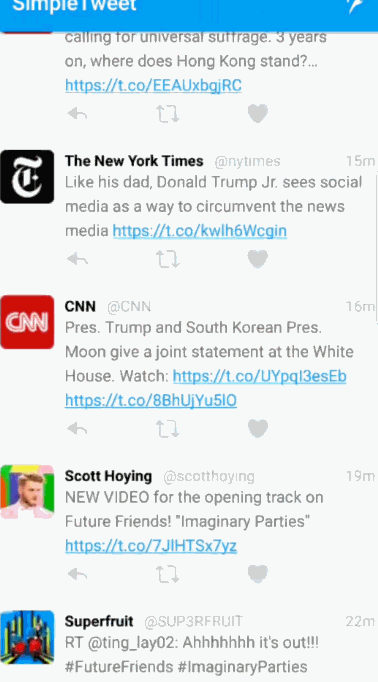 SimpleTweet
calling for universal suffrage. 3 years
on, where does Hong Kong stand?...
https://t.co/EEAUxbgjRC
The New York Times @nytimes 15m
Like his dad, Donald Trump Jr. sees social
media as a way to circumvent the news
media https://t.co/kwlh6Wcgin
CNN @CNN 16m
CNN
Pres. Trump and South Korean Pres.
Moon give a joint statement at the White
House. Watch: https://t.co/UYpqI3esEb
https://t.co/8BhUjYu5IO
Scott Hoying @scotthoying 19m
NEW VIDEO for the opening track on
Future Friends! "Imaginary Parties"
https://t.co/7JIHTSx7yz
Superfruit @SUP3RFRUIT 22m
RT @ting_lay02: Ahhhhhhh it's out!!!
#FutureFriends #ImaginaryParties